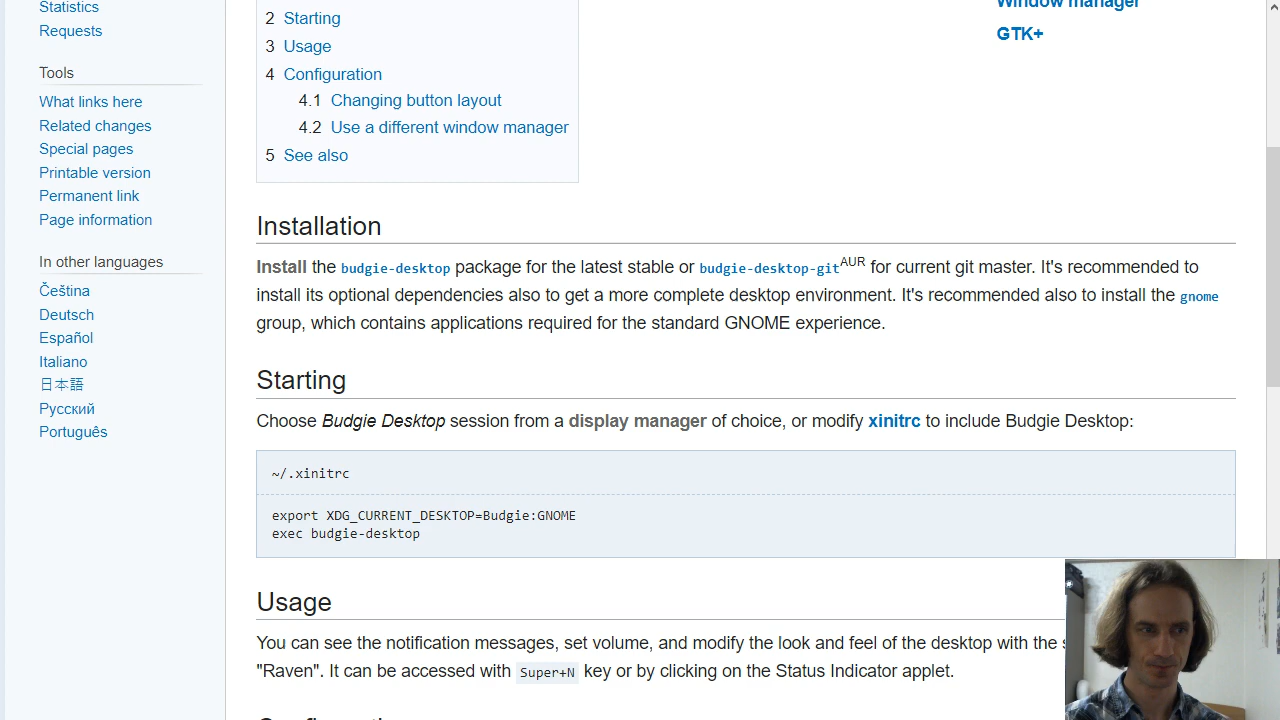 Statistics
Requests
Tools
What links here
Related changes
Special pages
Printable version
Permanent link
Page information
In other languages
Čeština
Deutsch
Español
Italiano
日本語
Русский
Português
2 Starting
3 Usage
4 Configuration
4.1 Changing button layout
4.2 Use a different window manager
5 See also
Window manager
GTK+
Installation
Install the budgie-desktop package for the latest stable or budgie-desktop-gitAUR for current git master. It's recommended to
install its optional dependencies also to get a more complete desktop environment. It's recommended also to install the gnome
group, which contains applications required for the standard GNOME experience.
Starting
Choose Budgie Desktop session from a display manager of choice, or modify xinitrc to include Budgie Desktop:
~/.xinitrc
export XDG_CURRENT_DESKTOP=Budgie:GNOME
exec budgie-desktop
Usage
You can see the notification messages, set volume, and modify the look and feel of the desktop with the
"Raven". It can be accessed with Super+N key or by clicking on the Status Indicator applet.